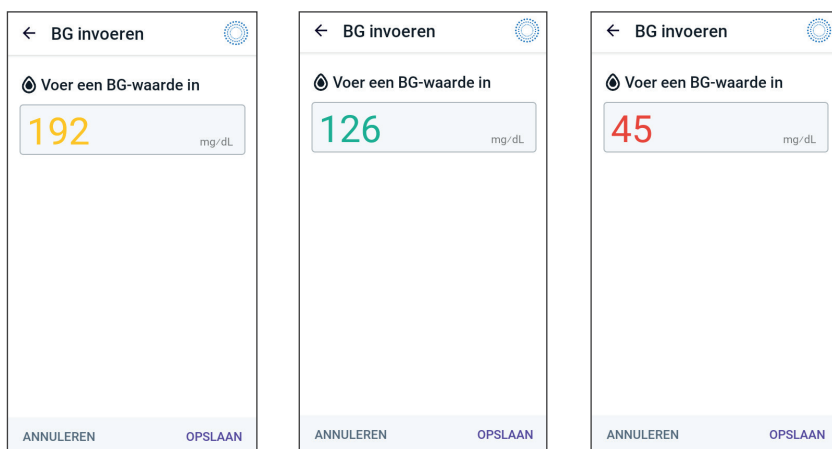 ← BG invoeren
Voer een BG-waarde in
192 mg/dL
ANNULEREN OPSLAAN
← BG invoeren
Voer een BG-waarde in
126 mg/dL
ANNULEREN OPSLAAN
← BG invoeren
Voer een BG-waarde in
45 mg/dL
ANNULEREN OPSLAAN